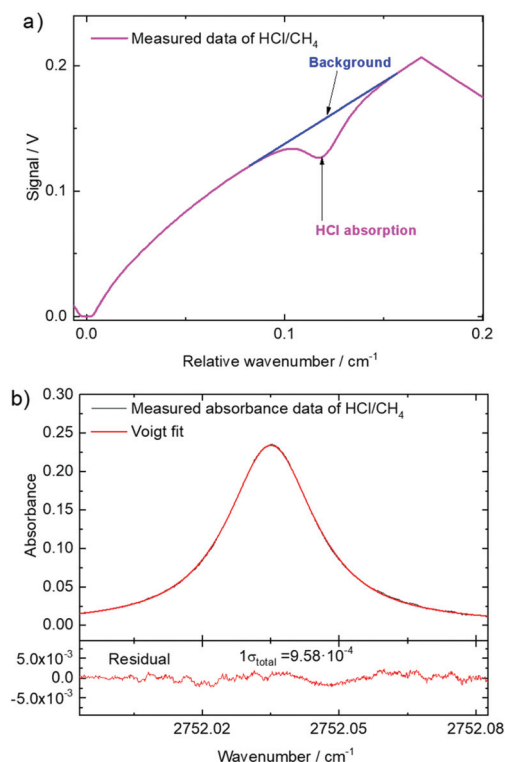 a)
Measured data of HCl/CH₄
Background
HCl absorption
0.2
0.1
0.0
Signal / V
0.0
0.1
0.2
Relative wavenumber / cm⁻¹
b)
Measured absorbance data of HCl/CH₄
Voigt fit
0.30
0.25
0.20
0.15
0.10
0.05
0.00
Absorbance
Residual
1σtotal =9.58·10⁻⁴
5.0x10⁻³
0.0
-5.0x10⁻³
2752.02
2752.05
2752.08
Wavenumber / cm⁻¹